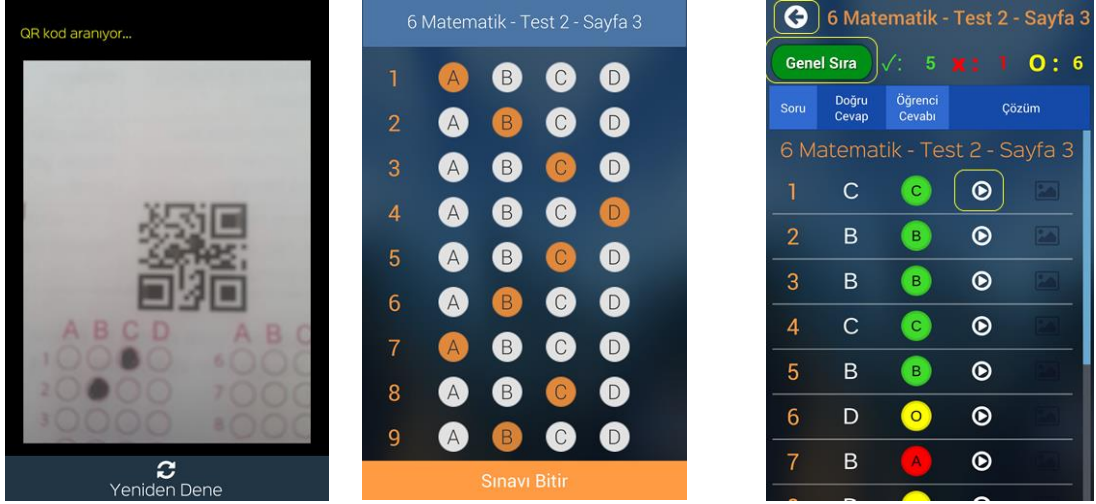 QR kod aranıyor...
A B C D A B C
1 6
2 7
3 8
Yeniden Dene
6 Matematik - Test 2 - Sayfa 3
1 A B C D
2 A B C D
3 A B C D
4 A B C D
5 A B C D
6 A B C D
7 A B C D
8 A B C D
9 A B C D
Sınavı Bitir
6 Matematik - Test 2 - Sayfa 3
Genel Sıra ✓: 5 ✖: 1 O: 6
Soru Doğru Cevap Öğrenci Cevabı Çözüm
6 Matematik - Test 2 - Sayfa 3
1 C C
2 B B
3 B B
4 C C
5 B B
6 D O
7 B A